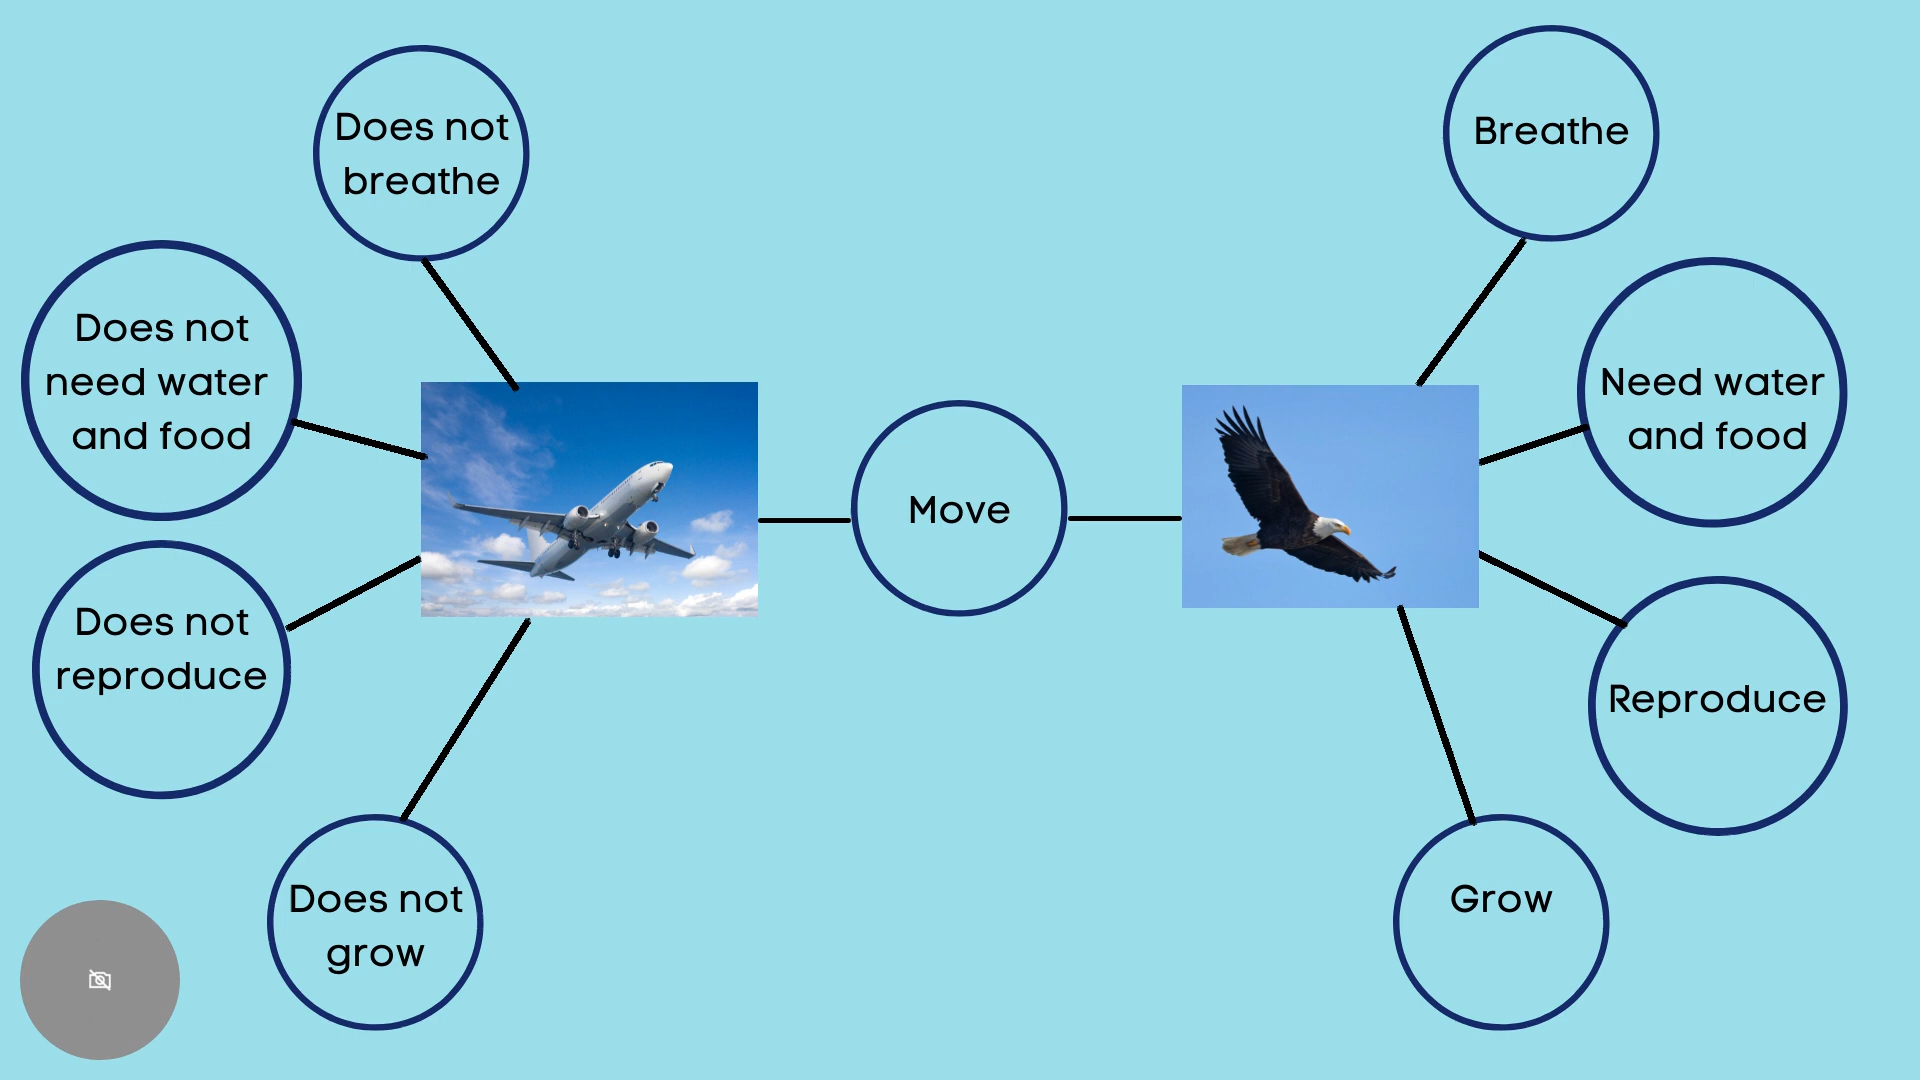 Does not
breathe
Does not
need water
and food
Does not
reproduce
Does not
grow
Move
Breathe
Need water
and food
Reproduce
Grow